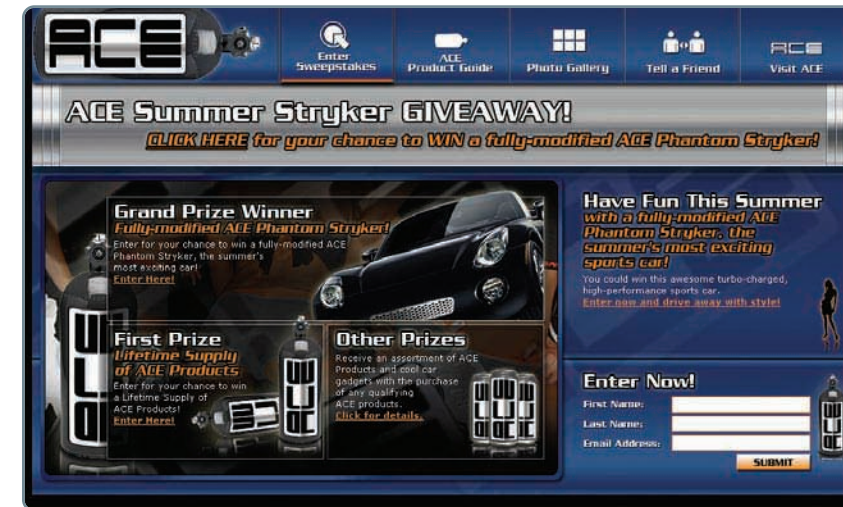 ACE
Enter
Sweepstakes
ACE
Product Guide
Photo Gallery
Tell a Friend
ACE
Visit ACE
ACE Summer Stryker GIVEAWAY!
CLICK HERE for your chance to WIN a fully-modified ACE Phantom Stryker!
Grand Prize Winner
Fully-modified ACE Phantom Stryker!
Enter for your chance to win a fully-modified ACE
Phantom Stryker, the summer's
most exciting car!
Enter Here!
First Prize
Lifetime Supply
of ACE Products
Enter for your chance to win
a Lifetime Supply of
ACE Products!
Enter Here!
ACE
ACE
ACE
Other Prizes
Receive an assortment of ACE
Products and cool car
gadgets with the purchase
of any qualifying
ACE products.
Click for details.
Have Fun This Summer
with a fully-modified ACE
Phantom Stryker, the
summer's most exciting
sports car!
You could win this awesome turbo-charged,
high-performance sports car.
Enter now and drive away with style!
Enter Now!
First Name:
Last Name:
Email Address:
SUBMIT
ACE